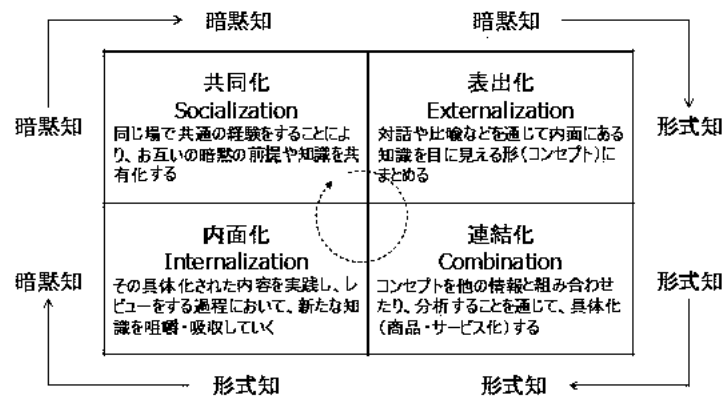 暗黙知
暗黙知
暗黙知
共同化
Socialization
同じ場で共通の経験をすることによ
り、お互いの暗黙の前提や知識を共
有化する
表出化
Externalization
対話や比喩などを通じて内面にある
知識を目に見える形(コンセプト)に
まとめる
形式知
暗黙知
内面化
Internalization
その具体化された内容を実践し、レ
ビューをする過程において、新たな知
識を咀嚼・吸収していく
連結化
Combination
コンセプトを他の情報と組み合わせ
たり、分析することを通じて、具体化
(商品・サービス化)する
形式知
形式知
形式知